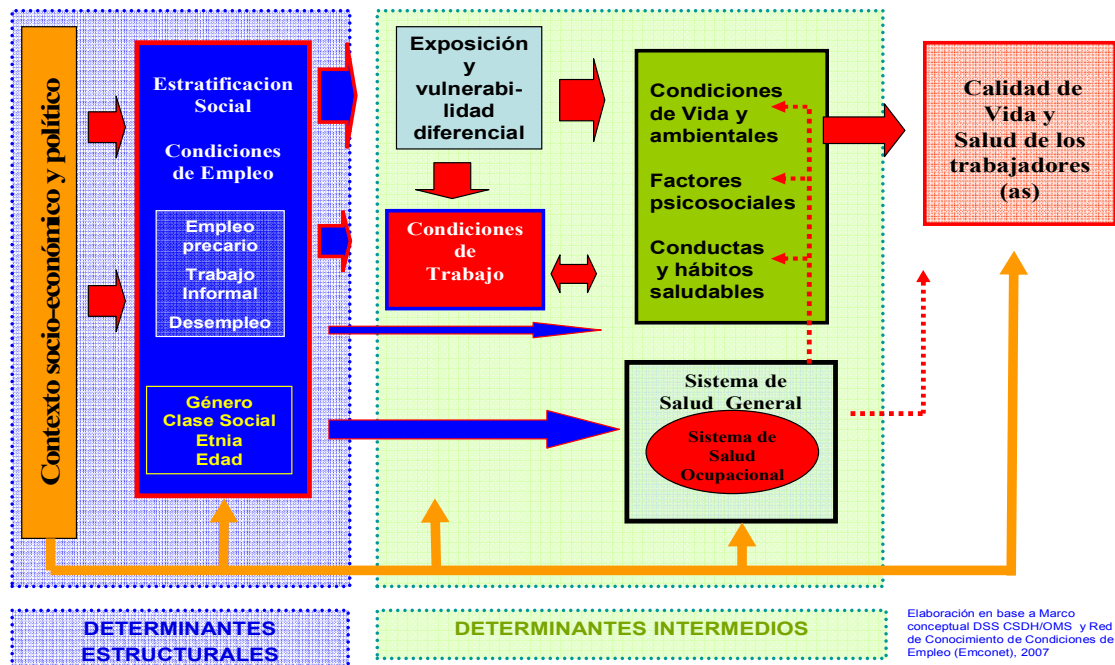 Contexto socio-económico y político
Estratificacion
Social
Condiciones
de Empleo
Empleo
precario
Trabajo
Informal
Desempleo
Género
Clase Social
Etnia
Edad
Exposición
y
vulnerabi-
lidad
diferencial
Condiciones
de
Trabajo
Condiciones
de Vida y
ambientales
Factores
psicosociales
Conductas
y hábitos
saludables
Sistema de
Salud General
Sistema de
Salud
Ocupacional
Calidad de
Vida y
Salud de los
trabajadores
(as)
DETERMINANTES
ESTRUCTURALES
DETERMINANTES INTERMEDIOS
Elaboración en base a Marco
conceptual DSS CSDH/OMS y Red
de Conocimiento de Condiciones de
Empleo (Emconet), 2007